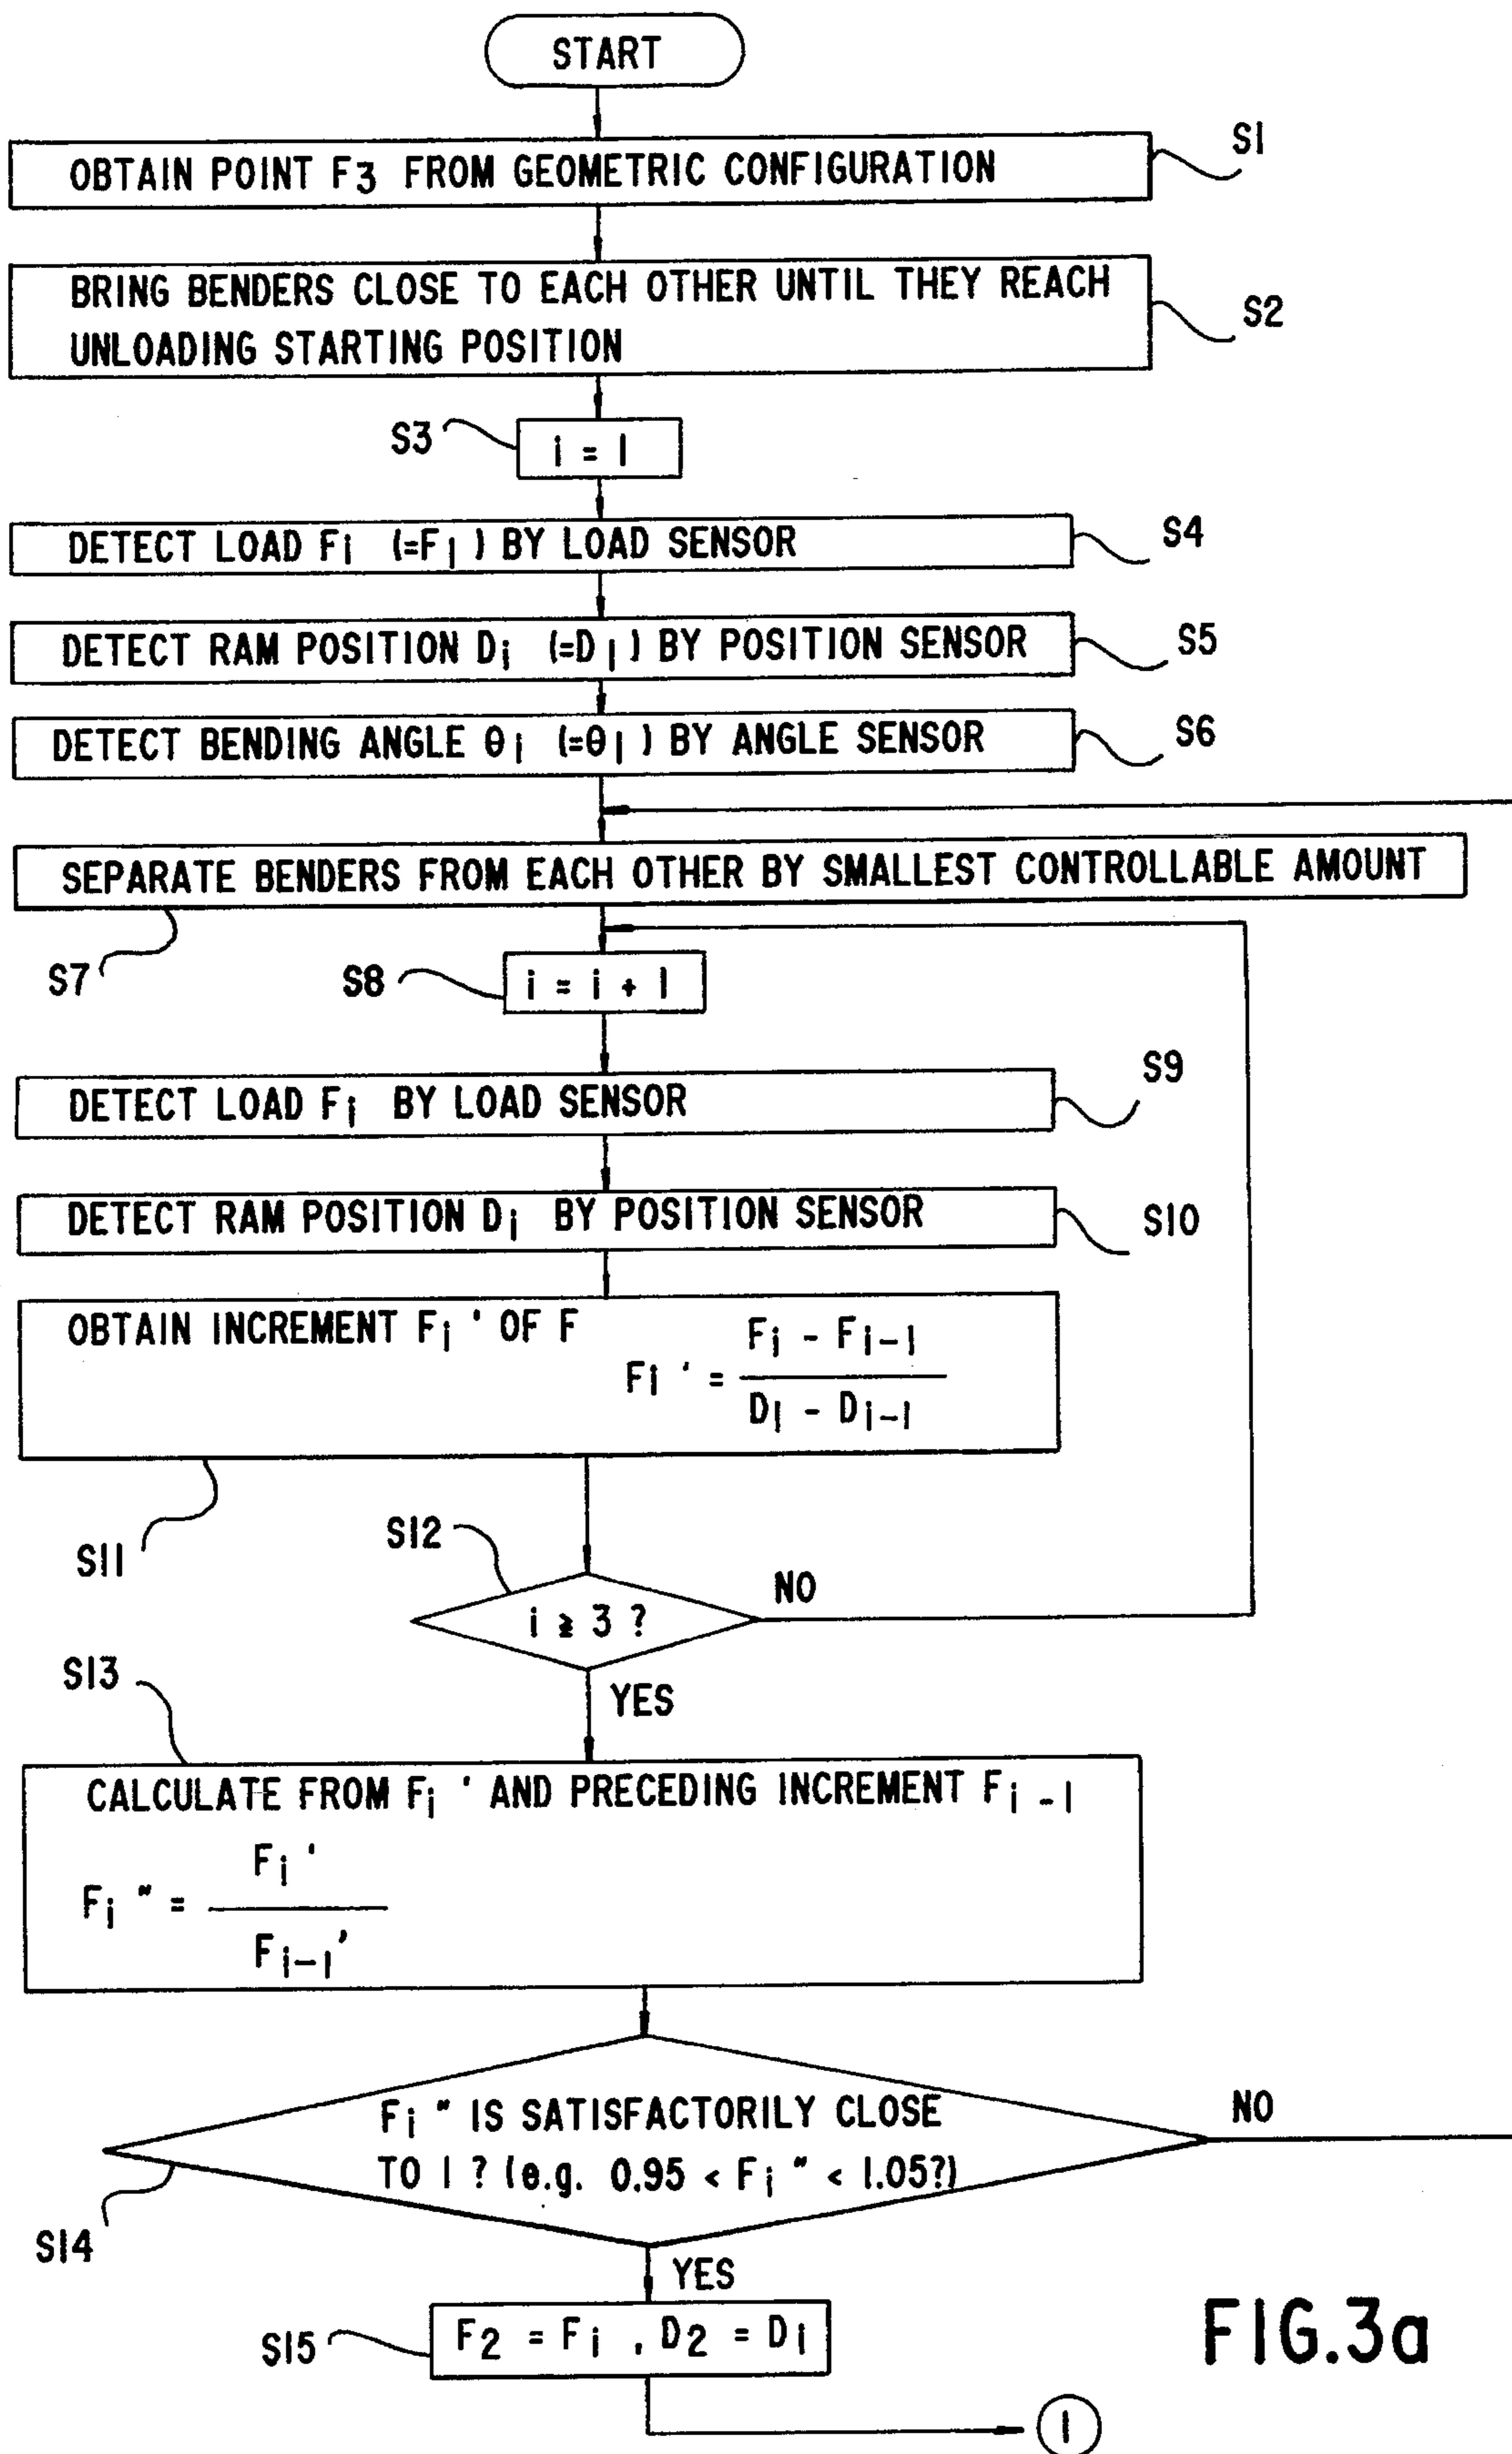 START
OBTAIN POINT F3 FROM GEOMETRIC CONFIGURATION
S1
BRING BENDERS CLOSE TO EACH OTHER UNTIL THEY REACH
UNLOADING STARTING POSITION
S2
S3
i = 1
DETECT LOAD Fi (=F1) BY LOAD SENSOR
S4
DETECT RAM POSITION Di (=D1) BY POSITION SENSOR
S5
DETECT BENDING ANGLE θi (=θ1) BY ANGLE SENSOR
S6
SEPARATE BENDERS FROM EACH OTHER BY SMALLEST CONTROLLABLE AMOUNT
S7
S8
i = i + 1
DETECT LOAD Fi BY LOAD SENSOR
S9
DETECT RAM POSITION Di BY POSITION SENSOR
S10
OBTAIN INCREMENT Fi ' OF F
Fi - Fi-1
Fi ' =
Di - Di-1
S11
S12
i ≧ 3 ?
NO
YES
S13
CALCULATE FROM Fi ' AND PRECEDING INCREMENT Fi -1
Fi '
Fi " =
Fi-1'
Fi " IS SATISFACTORILY CLOSE
TO 1 ? (e.g. 0.95 < Fi " < 1.05?)
NO
S14
YES
S15
F2 = Fi , D2 = Di
1
FIG.3a